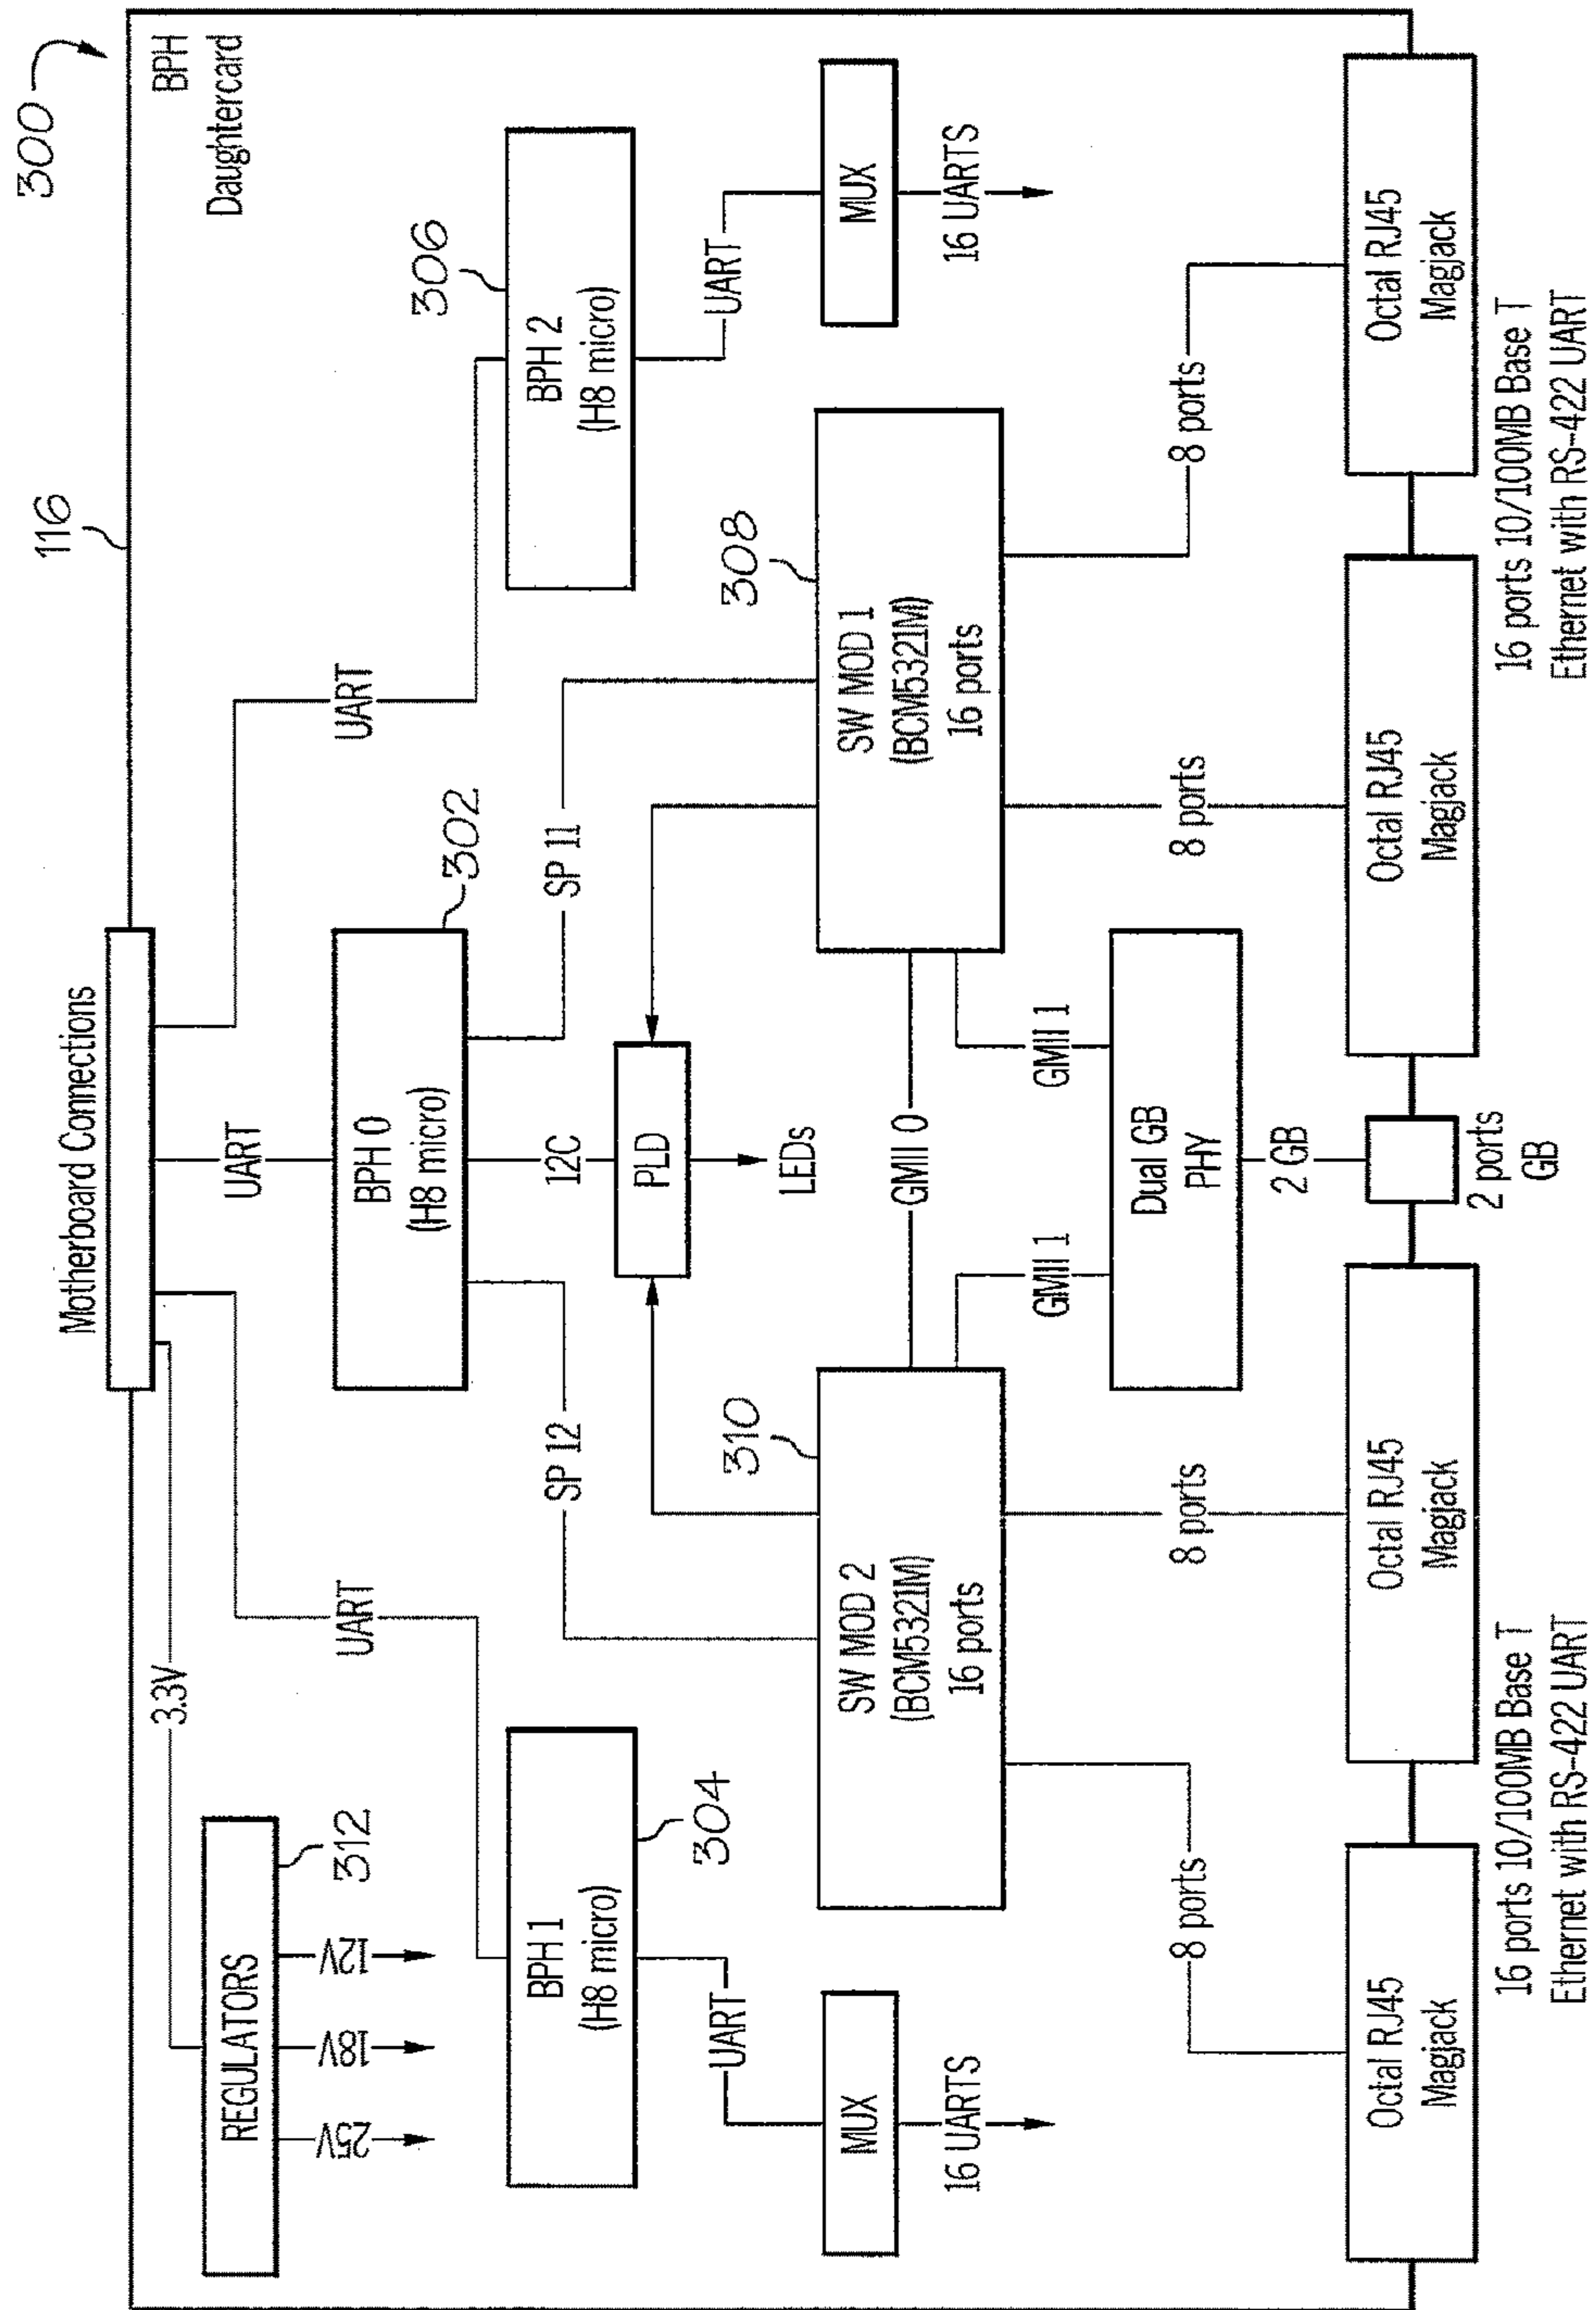 300
BPH
Daughtercard
116
Motherboard Connections
3.3V
REGULATORS
312
25V
18V
12V
UART
UART
UART
BPH 0
(H8 micro)
302
BPH 1
(H8 micro)
304
BPH 2
(H8 micro)
306
SP 12
12C
SP 11
PLD
LEDs
UART
MUX
16 UARTS
UART
MUX
16 UARTS
310
SW MOD 2
(BCM5321M)
16 ports
308
SW MOD 1
(BCM5321M)
16 ports
GMII 0
GMII 1
GMII 1
Dual GB
PHY
2 GB
8 ports
8 ports
8 ports
8 ports
Octal RJ45
Magjack
Octal RJ45
Magjack
Octal RJ45
Magjack
Octal RJ45
Magjack
2 ports
GB
16 ports 10/100MB Base T
Ethernet with RS-422 UART
16 ports 10/100MB Base T
Ethernet with RS-422 UART